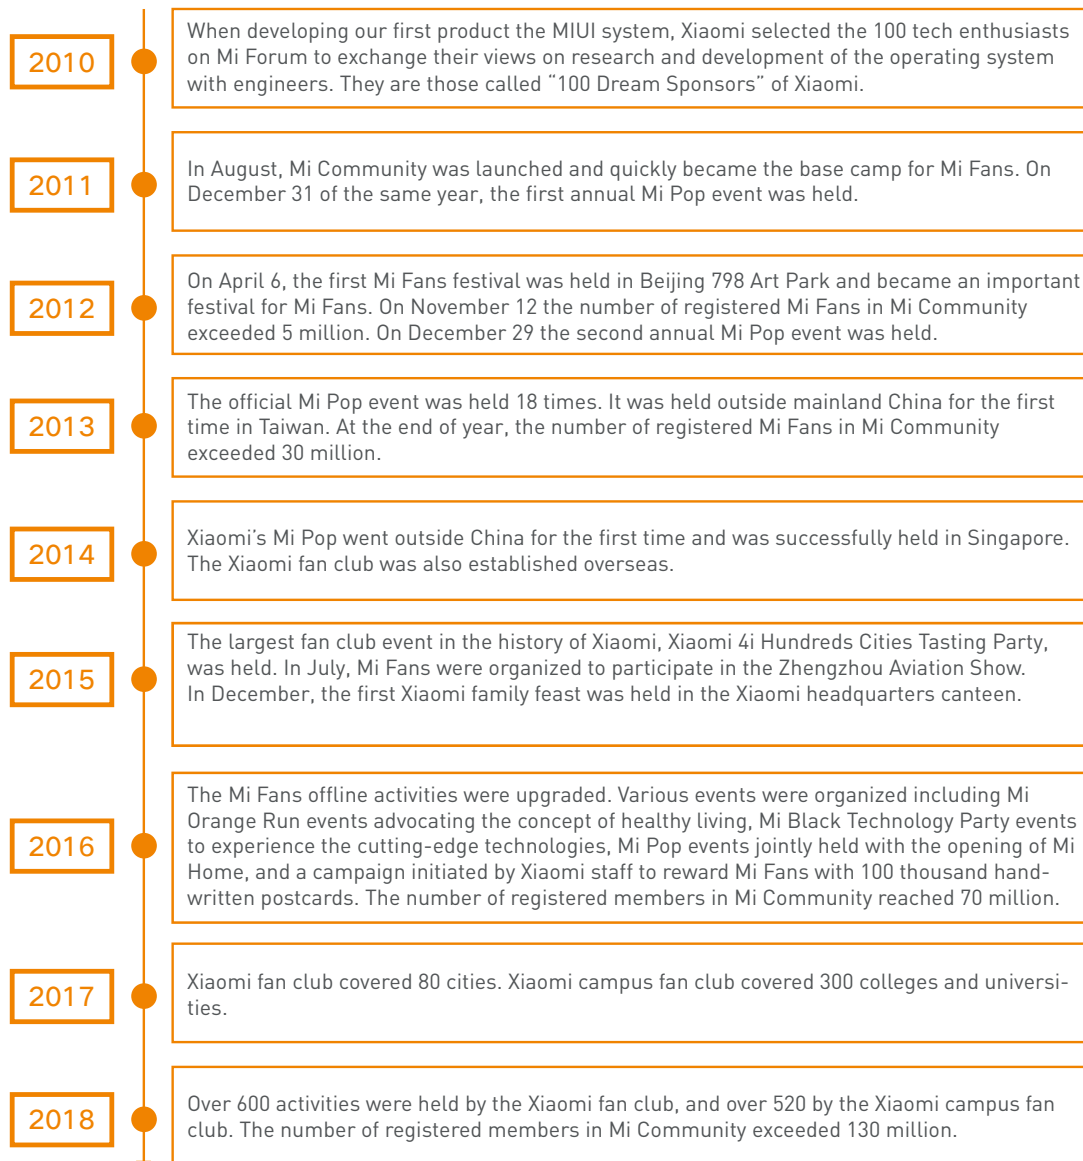 2010
When developing our first product the MIUI system, Xiaomi selected the 100 tech enthusiasts
on Mi Forum to exchange their views on research and development of the operating system
with engineers. They are those called “100 Dream Sponsors” of Xiaomi.
2011
In August, Mi Community was launched and quickly became the base camp for Mi Fans. On
December 31 of the same year, the first annual Mi Pop event was held.
2012
On April 6, the first Mi Fans festival was held in Beijing 798 Art Park and became an important
festival for Mi Fans. On November 12 the number of registered Mi Fans in Mi Community
exceeded 5 million. On December 29 the second annual Mi Pop event was held.
2013
The official Mi Pop event was held 18 times. It was held outside mainland China for the first
time in Taiwan. At the end of year, the number of registered Mi Fans in Mi Community
exceeded 30 million.
2014
Xiaomi’s Mi Pop went outside China for the first time and was successfully held in Singapore.
The Xiaomi fan club was also established overseas.
2015
The largest fan club event in the history of Xiaomi, Xiaomi 4i Hundreds Cities Tasting Party,
was held. In July, Mi Fans were organized to participate in the Zhengzhou Aviation Show.
In December, the first Xiaomi family feast was held in the Xiaomi headquarters canteen.
2016
The Mi Fans offline activities were upgraded. Various events were organized including Mi
Orange Run events advocating the concept of healthy living, Mi Black Technology Party events
to experience the cutting-edge technologies, Mi Pop events jointly held with the opening of Mi
Home, and a campaign initiated by Xiaomi staff to reward Mi Fans with 100 thousand hand-
written postcards. The number of registered members in Mi Community reached 70 million.
2017
Xiaomi fan club covered 80 cities. Xiaomi campus fan club covered 300 colleges and universi-
ties.
2018
Over 600 activities were held by the Xiaomi fan club, and over 520 by the Xiaomi campus fan
club. The number of registered members in Mi Community exceeded 130 million.